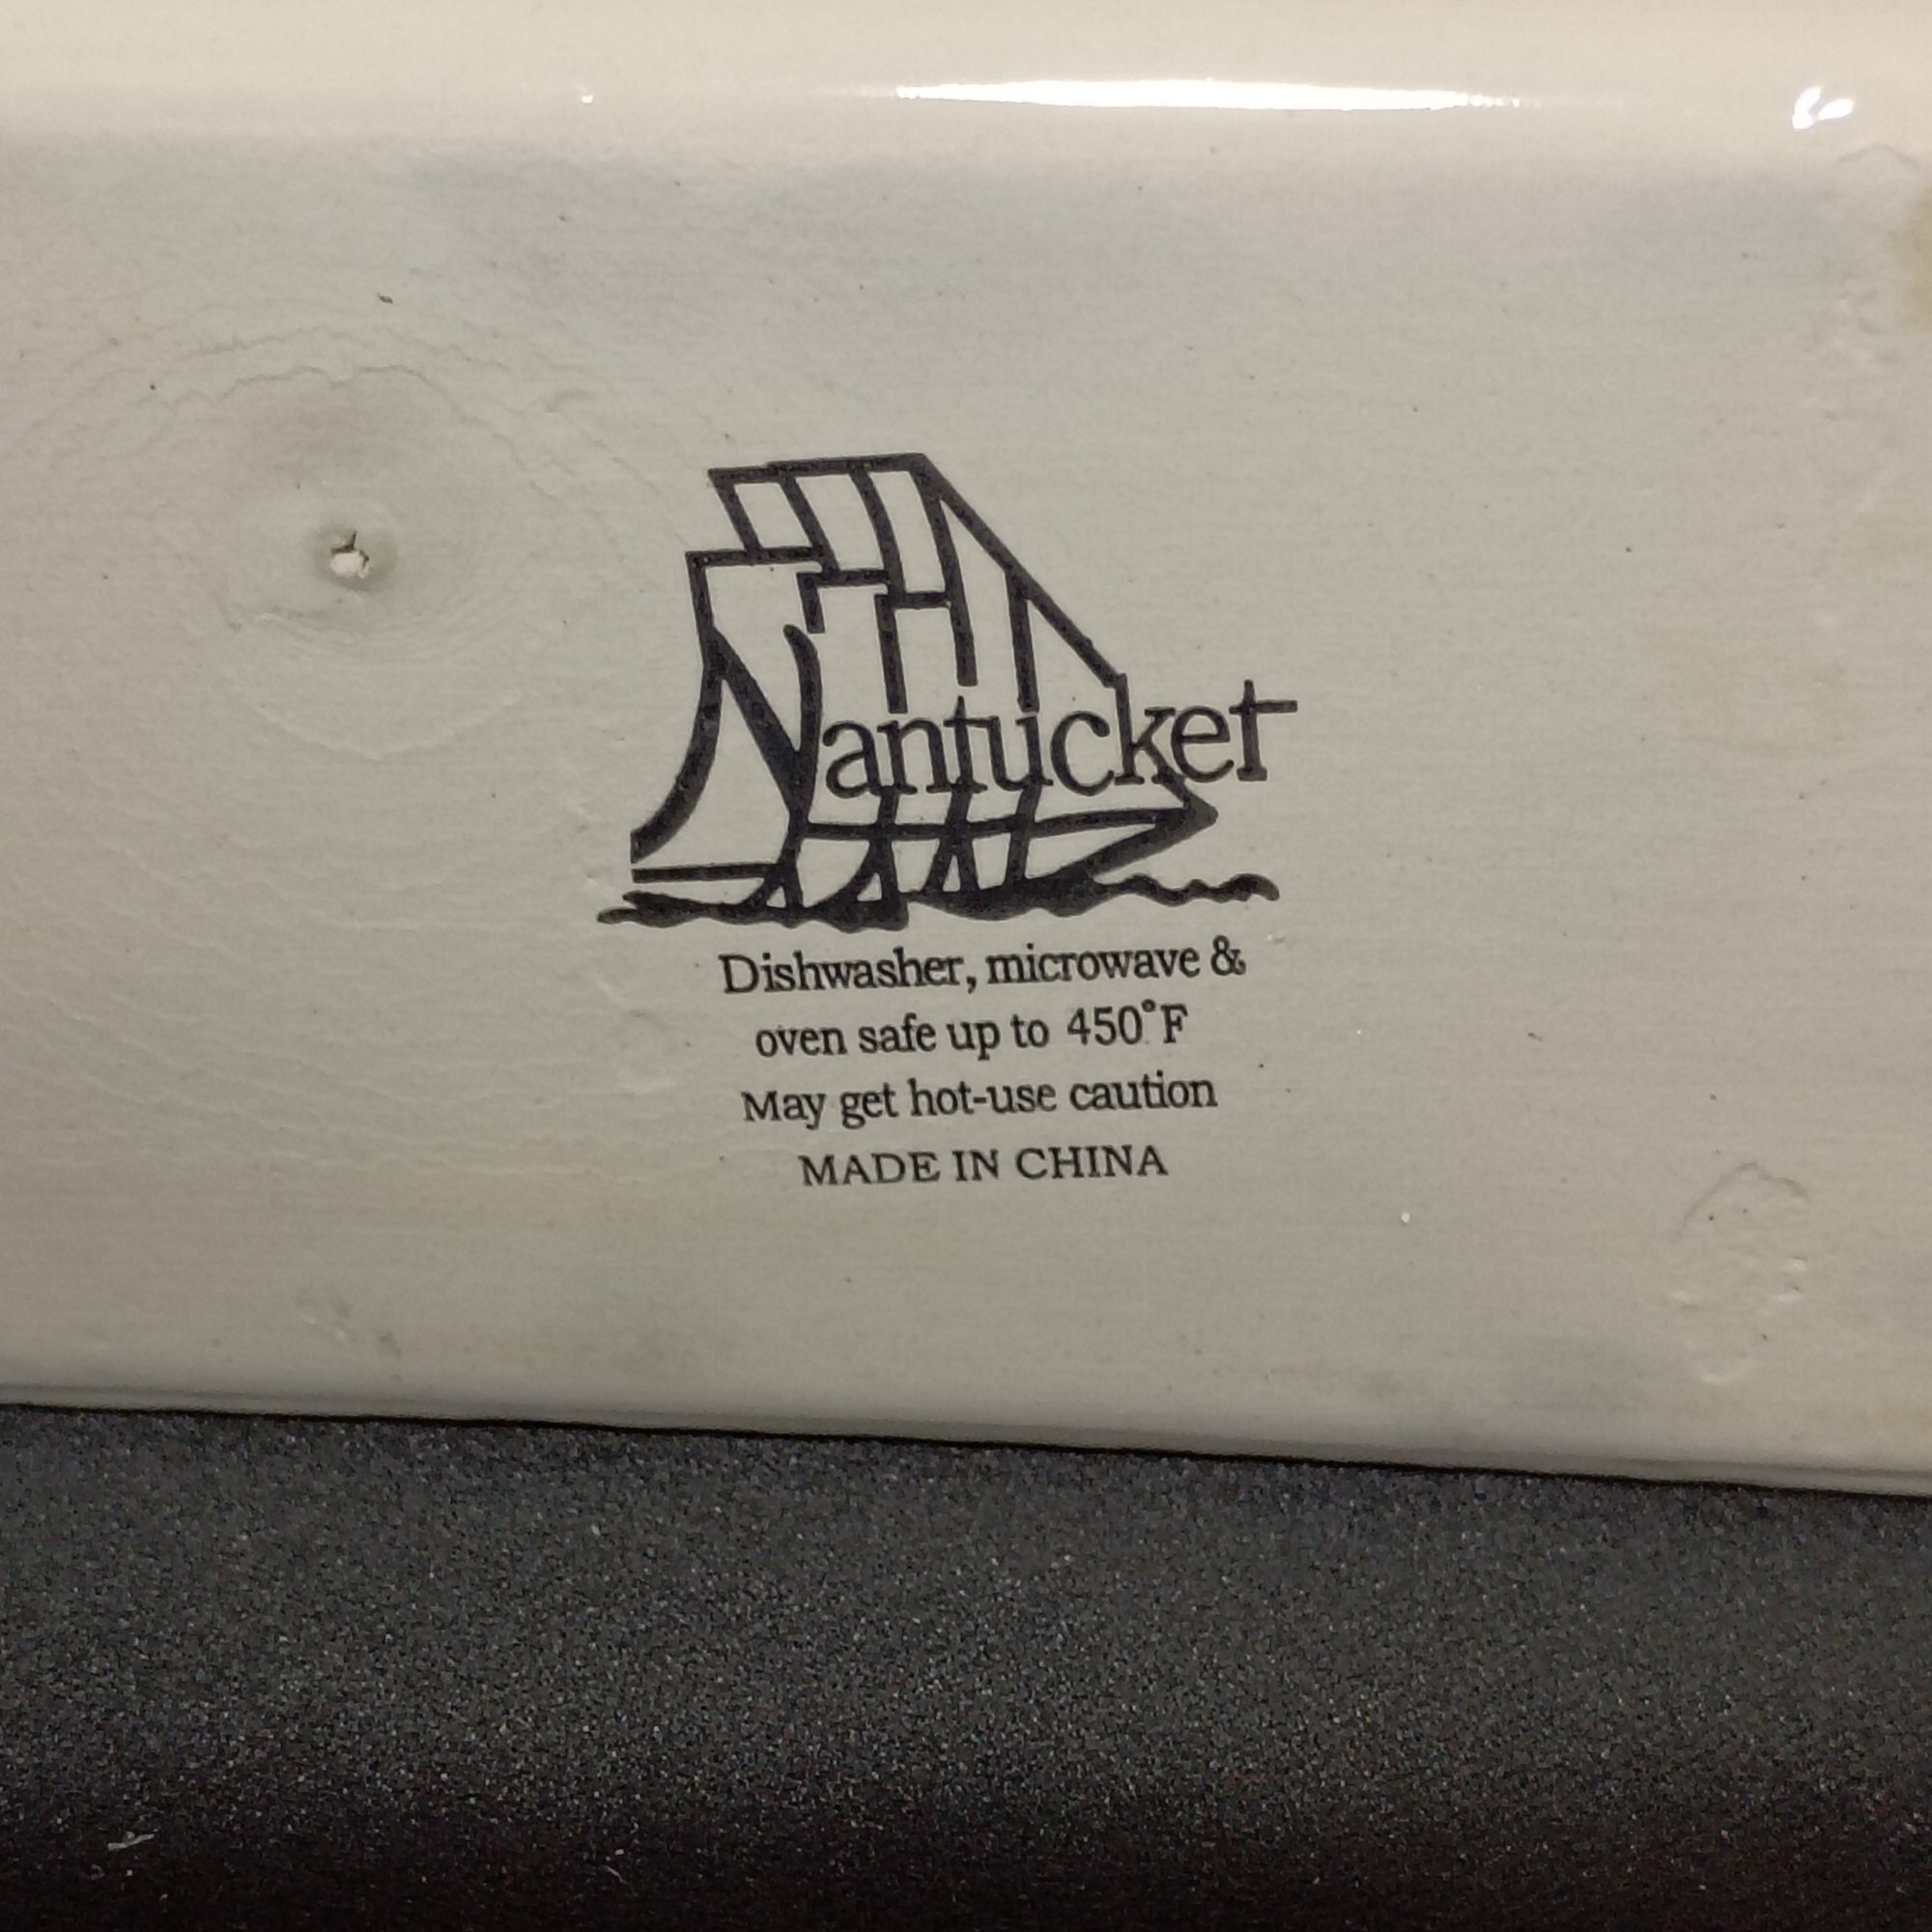 Nantucket
Dishwasher, microwave &
oven safe up to 450°F
May get hot-use caution
MADE IN CHINA